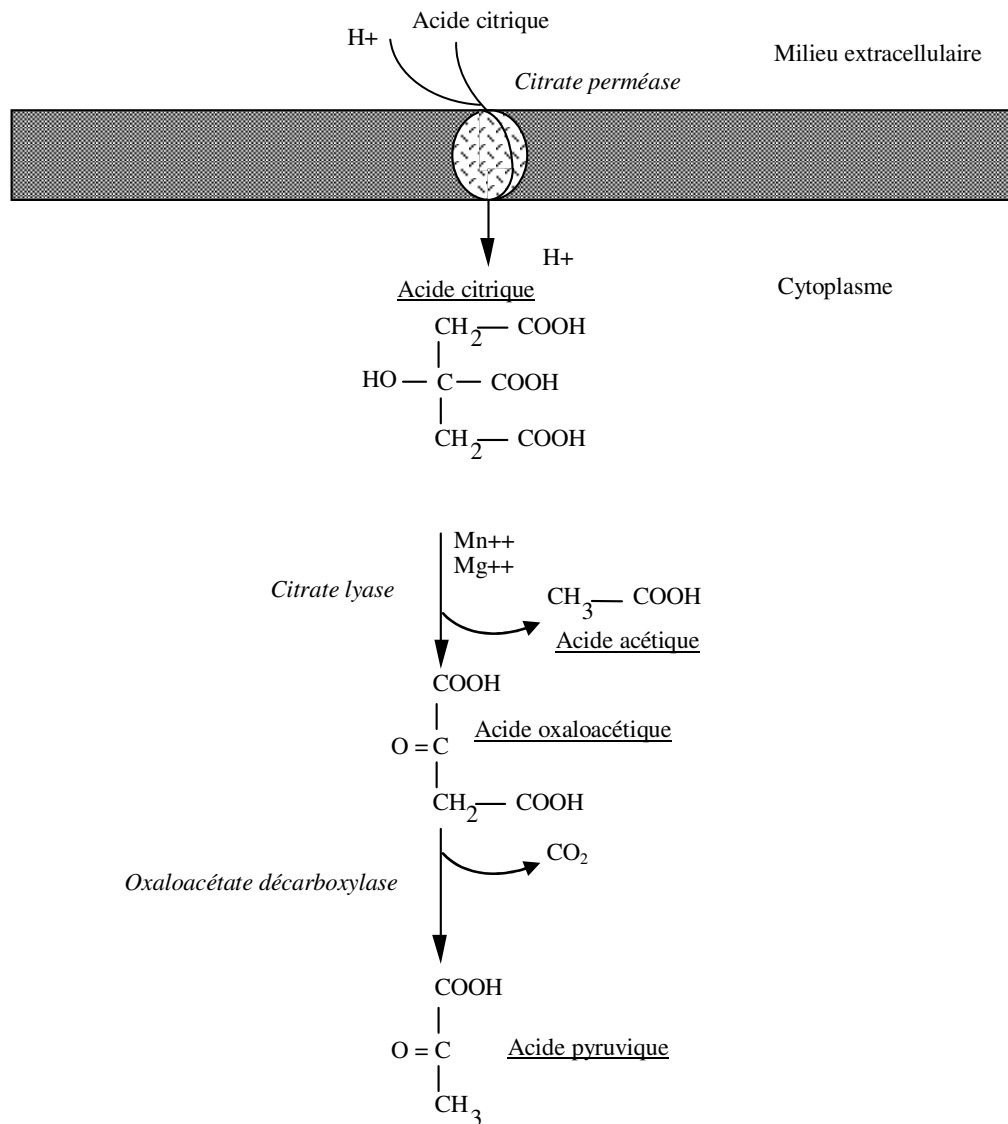 Acide citrique
H+
Milieu extracellulaire
Citrate perméase
H+
Acide citrique
Cytoplasme
CH2 — COOH
HO — C — COOH
CH2 — COOH
Mn++
Mg++
Citrate lyase
CH3 — COOH
Acide acétique
COOH
Acide oxaloacétique
O = C
CH2 — COOH
CO₂
Oxaloacétate décarboxylase
COOH
O = C
Acide pyruvique
CH3